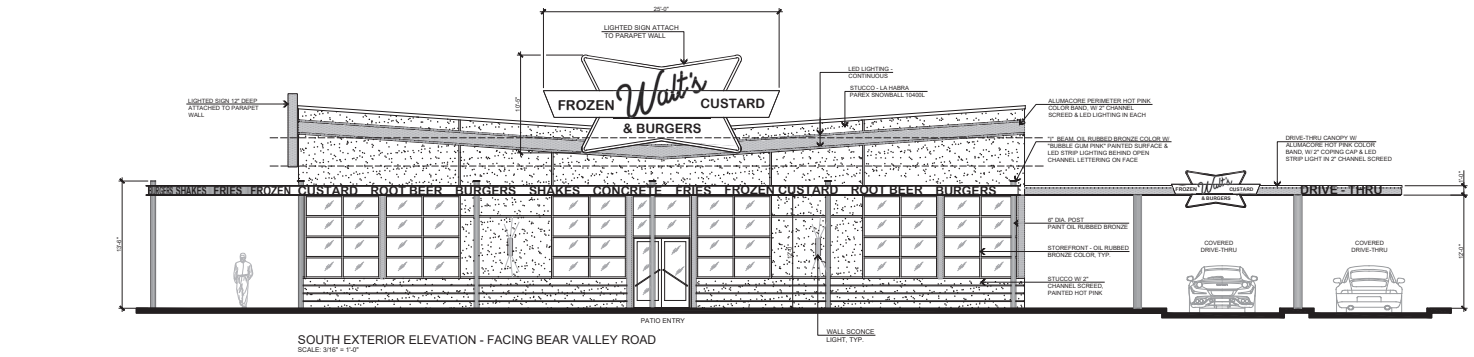 25'-0"
LIGHTED SIGN ATTACH
TO PARAPET WALL
LIGHTED SIGN 12" DEEP
ATTACHED TO PARAPET
WALL
10'-6"
Walt's
FROZEN CUSTARD
& BURGERS
LED LIGHTING -
CONTINUOUS
STUCCO - LA HABRA
PAREX SNOWBALL 10400L
ALUMACORE PERIMETER HOT PINK
COLOR BAND, W/ 2" CHANNEL
SCREED & LED LIGHTING IN EACH
"I" BEAM, OIL RUBBED BRONZE COLOR W/
"BUBBLE GUM PINK" PAINTED SURFACE &
LED STRIP LIGHTING BEHIND OPEN
CHANNEL LETTERING ON FACE
DRIVE-THRU CANOPY W/
ALUMACORE HOT PINK COLOR
BAND, W/ 2" COPING CAP & LED
STRIP LIGHT IN 2" CHANNEL SCREED
BURGERS SHAKES FRIES FROZEN CUSTARD ROOT BEER BURGERS SHAKES CONCRETE FRIES FROZEN CUSTARD ROOT BEER BURGERS
Walt's
FROZEN CUSTARD
& BURGERS
DRIVE - THRU
1'-0"
13'-6"
12'-0"
6" DIA. POST
PAINT OIL RUBBED BRONZE
STOREFRONT - OIL RUBBED
BRONZE COLOR, TYP.
STUCCO W/ 2"
CHANNEL SCREED,
PAINTED HOT PINK
COVERED
DRIVE-THRU
COVERED
DRIVE-THRU
PATIO ENTRY
WALL SCONCE
LIGHT, TYP.
SOUTH EXTERIOR ELEVATION - FACING BEAR VALLEY ROAD
SCALE: 3/16" = 1'-0"